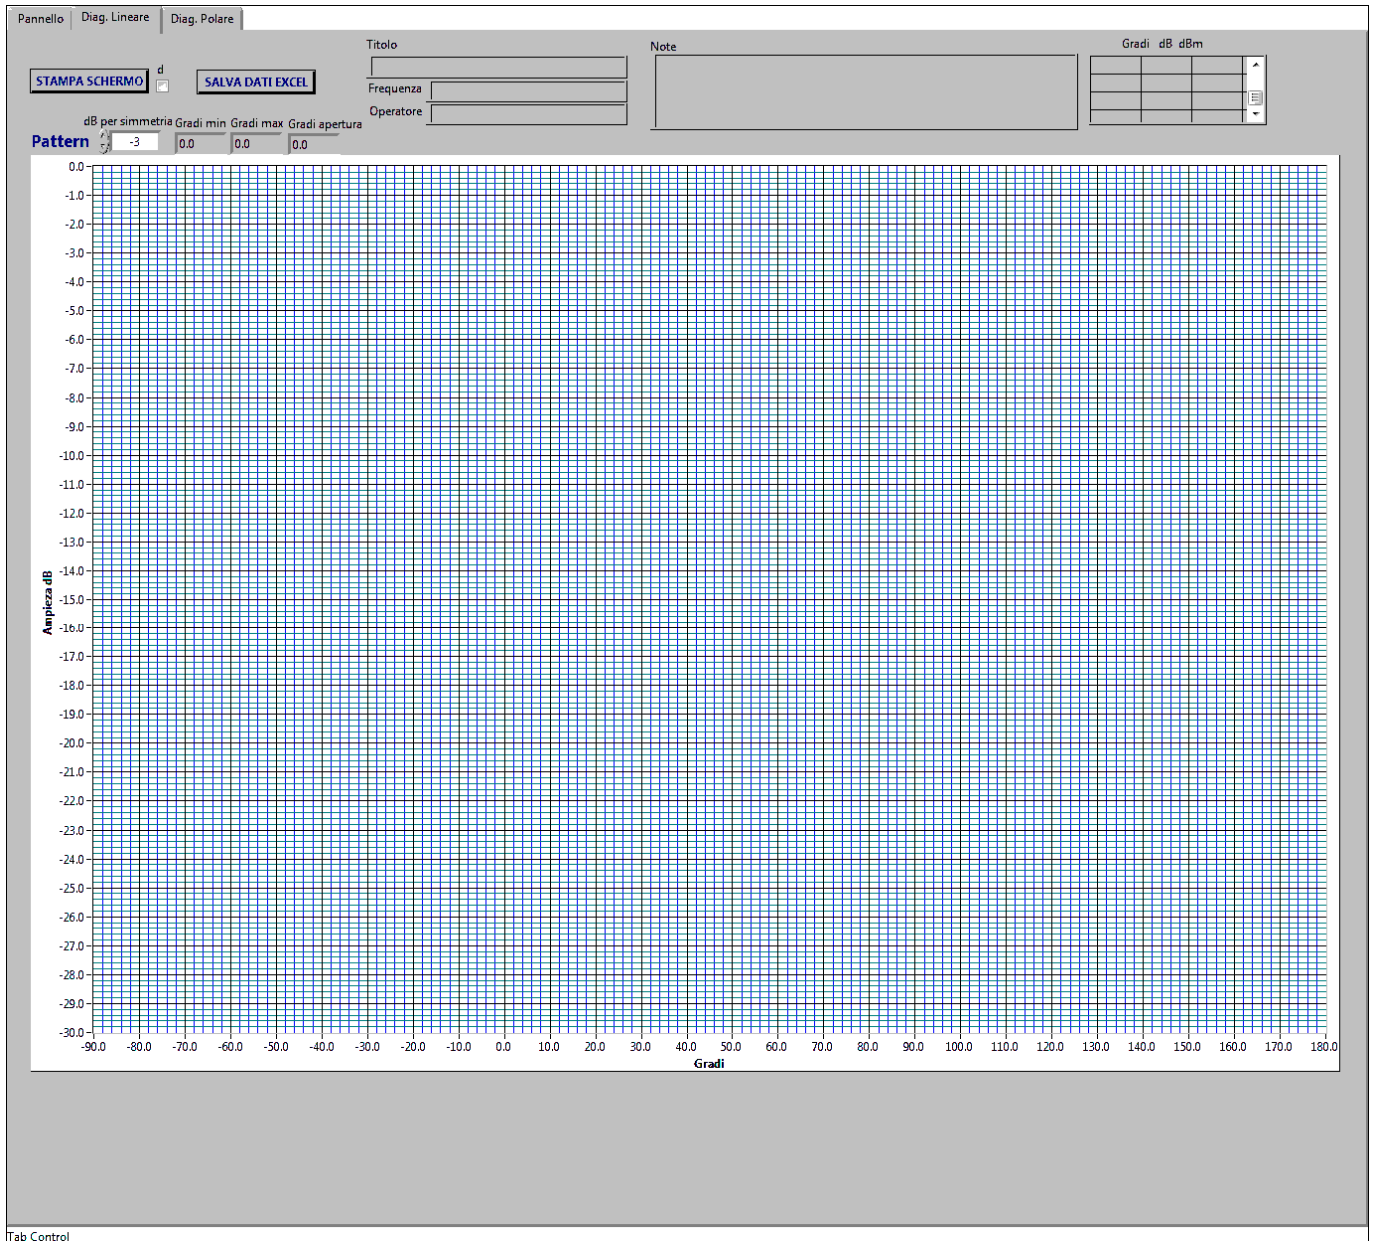 Pannello Diag. Lineare Diag. Polare
Titolo
Note
Gradi dB dBm
STAMPA SCHERMO
d
SALVA DATI EXCEL
Frequenza
Operatore
dB per simmetria Gradi min Gradi max Gradi apertura
Pattern -3 0.0 0.0 0.0
0.0
-1.0
-2.0
-3.0
-4.0
-5.0
-6.0
-7.0
-8.0
-9.0
-10.0
-11.0
-12.0
-13.0
-14.0
-15.0
-16.0
-17.0
-18.0
-19.0
-20.0
-21.0
-22.0
-23.0
-24.0
-25.0
-26.0
-27.0
-28.0
-29.0
-30.0
Ampieza dB
-90.0 -80.0 -70.0 -60.0 -50.0 -40.0 -30.0 -20.0 -10.0 0.0 10.0 20.0 30.0 40.0 50.0 60.0 70.0 80.0 90.0 100.0 110.0 120.0 130.0 140.0 150.0 160.0 170.0 180.0
Gradi
Tab Control